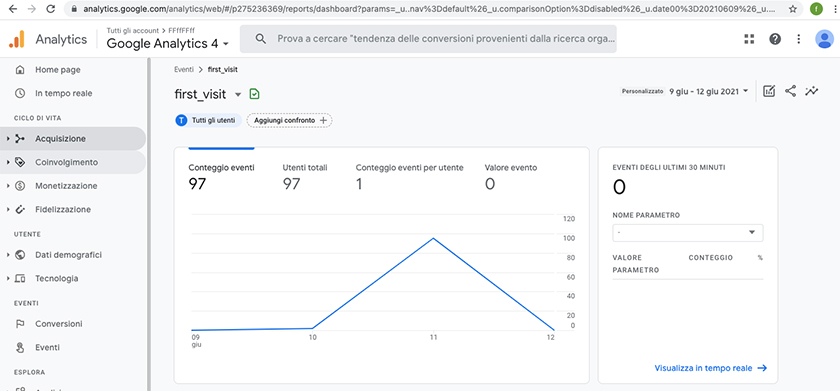 analytics.google.com/analytics/web/#/p275236369/reports/dashboard?params=_u..nav%3Ddefault%26_u.comparisonOption%3Ddisabled%26_u.date00%3D20210609%26_u....
f
Analytics
Tutti gli account > FFffFFff
Google Analytics 4
Prova a cercare "tendenza delle conversioni provenienti dalla ricerca orga...
Home page
In tempo reale
CICLO DI VITA
Acquisizione
Coinvolgimento
Monetizzazione
Fidelizzazione
UTENTE
Dati demografici
Tecnologia
EVENTI
Conversioni
Eventi
ESPLORA
Eventi > first_visit
first_visit
Personalizzato 9 giu - 12 giu 2021
T Tutti gli utenti
Aggiungi confronto +
Conteggio eventi
97
Utenti totali
97
Conteggio eventi per utente
1
Valore evento
0
120
100
80
60
40
20
0
09
giu
10
11
12
EVENTI DEGLI ULTIMI 30 MINUTI
0
NOME PARAMETRO
-
VALORE PARAMETRO CONTEGGIO %
Visualizza in tempo reale